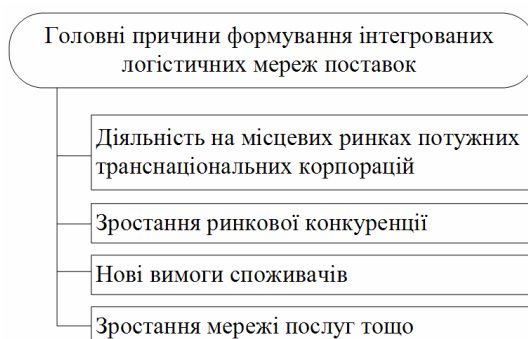 Головні причини формування інтегрованих
логістичних мереж поставок
Діяльність на місцевих ринках потужних
транснаціональних корпорацій
Зростання ринкової конкуренції
Нові вимоги споживачів
Зростання мережі послуг тощо